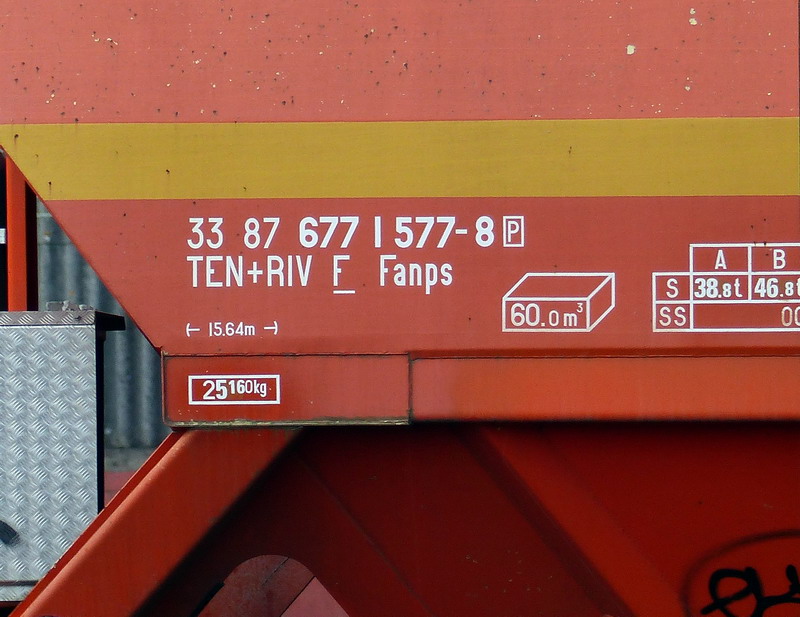 33 87 677 1 577-8 P
TEN+RIV F Fanps
15.64m
60.0 m³
A B
S 38.8t 46.8t
SS
25160kg